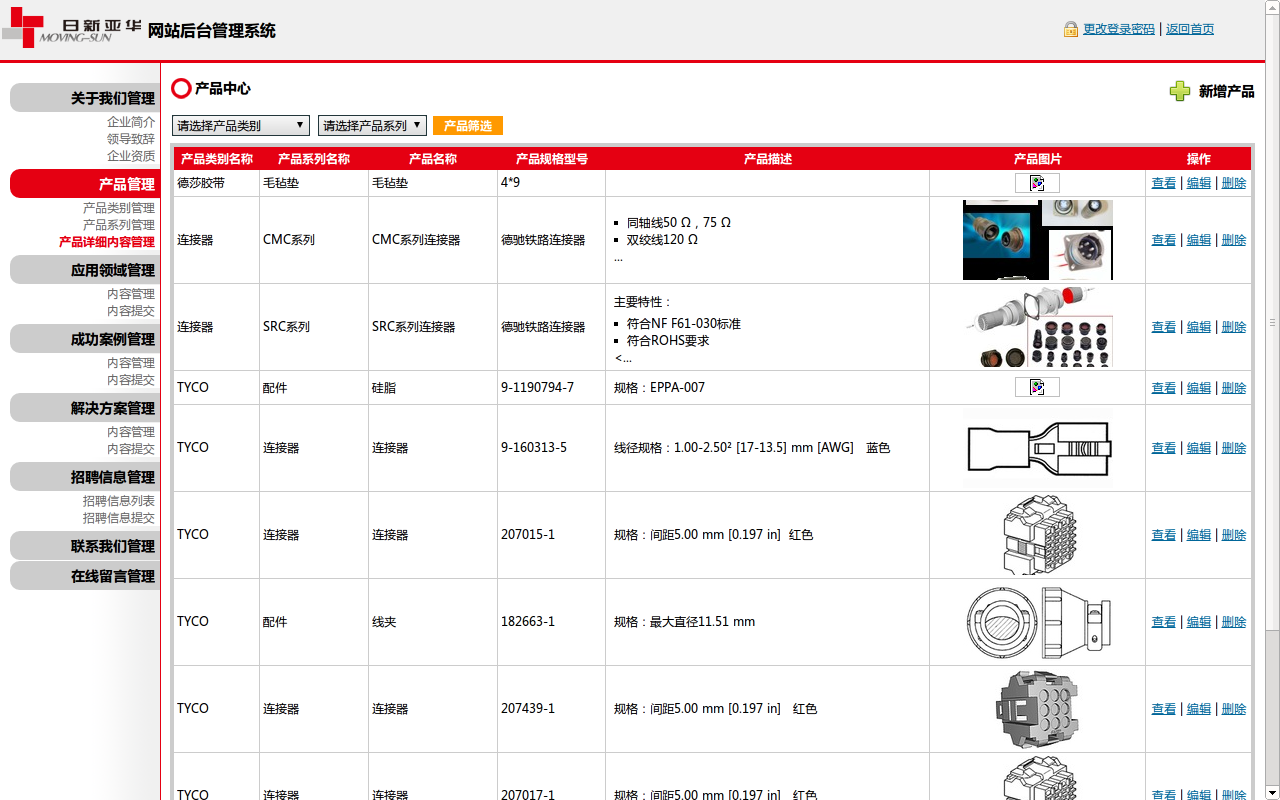 日新亚华
MOVING-SUN
网站后台管理系统
更改登录密码 | 返回首页
关于我们管理
企业简介
领导致辞
企业资质
产品管理
产品类别管理
产品系列管理
产品详细内容管理
应用领域管理
内容管理
内容提交
成功案例管理
内容管理
内容提交
解决方案管理
内容管理
内容提交
招聘信息管理
招聘信息列表
招聘信息提交
联系我们管理
在线留言管理
产品中心
新增产品
请选择产品类别 请选择产品系列 产品筛选
产品类别名称 产品系列名称 产品名称 产品规格型号 产品描述 产品图片 操作
德莎胶带 毛毡垫 毛毡垫 4*9 查看 | 编辑 | 删除
连接器 CMC系列 CMC系列连接器 德驰铁路连接器
▪ 同轴线50 Ω，75 Ω
▪ 双绞线120 Ω
...
查看 | 编辑 | 删除
连接器 SRC系列 SRC系列连接器 德驰铁路连接器
主要特性：
▪ 符合NF F61-030标准
▪ 符合ROHS要求
<...
查看 | 编辑 | 删除
TYCO 配件 硅脂 9-1190794-7 规格：EPPA-007 查看 | 编辑 | 删除
TYCO 连接器 连接器 9-160313-5 线径规格：1.00-2.50² [17-13.5] mm [AWG] 蓝色 查看 | 编辑 | 删除
TYCO 连接器 连接器 207015-1 规格：间距5.00 mm [0.197 in] 红色 查看 | 编辑 | 删除
TYCO 配件 线夹 182663-1 规格：最大直径11.51 mm 查看 | 编辑 | 删除
TYCO 连接器 连接器 207439-1 规格：间距5.00 mm [0.197 in] 红色 查看 | 编辑 | 删除
TYCO 连接器 连接器 207017-1 规格：间距5.00 mm [0.197 in] 红色 查看 | 编辑 | 删除